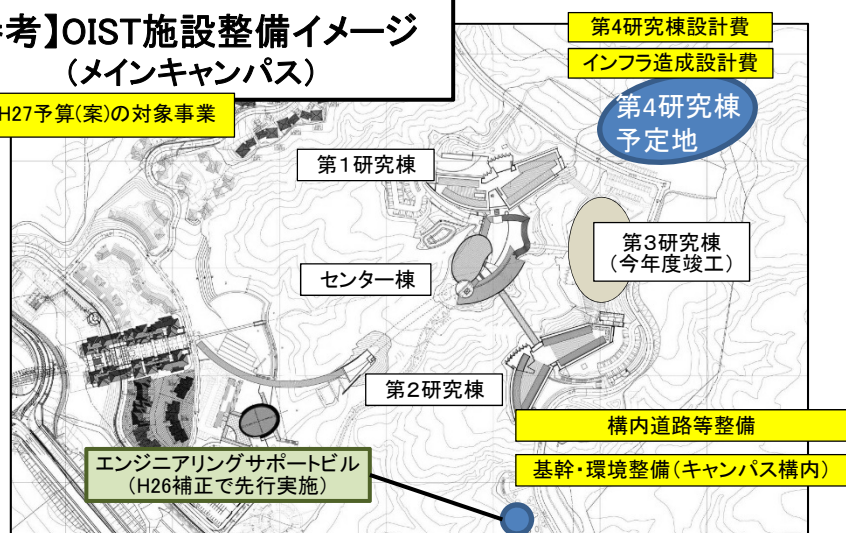 考】OIST施設整備イメージ
(メインキャンパス)
H27予算(案)の対象事業
第4研究棟設計費
インフラ造成設計費
第4研究棟
予定地
第1研究棟
第3研究棟
(今年度竣工)
センター棟
第2研究棟
構内道路等整備
基幹・環境整備(キャンパス構内)
エンジニアリングサポートビル
(H26補正で先行実施)